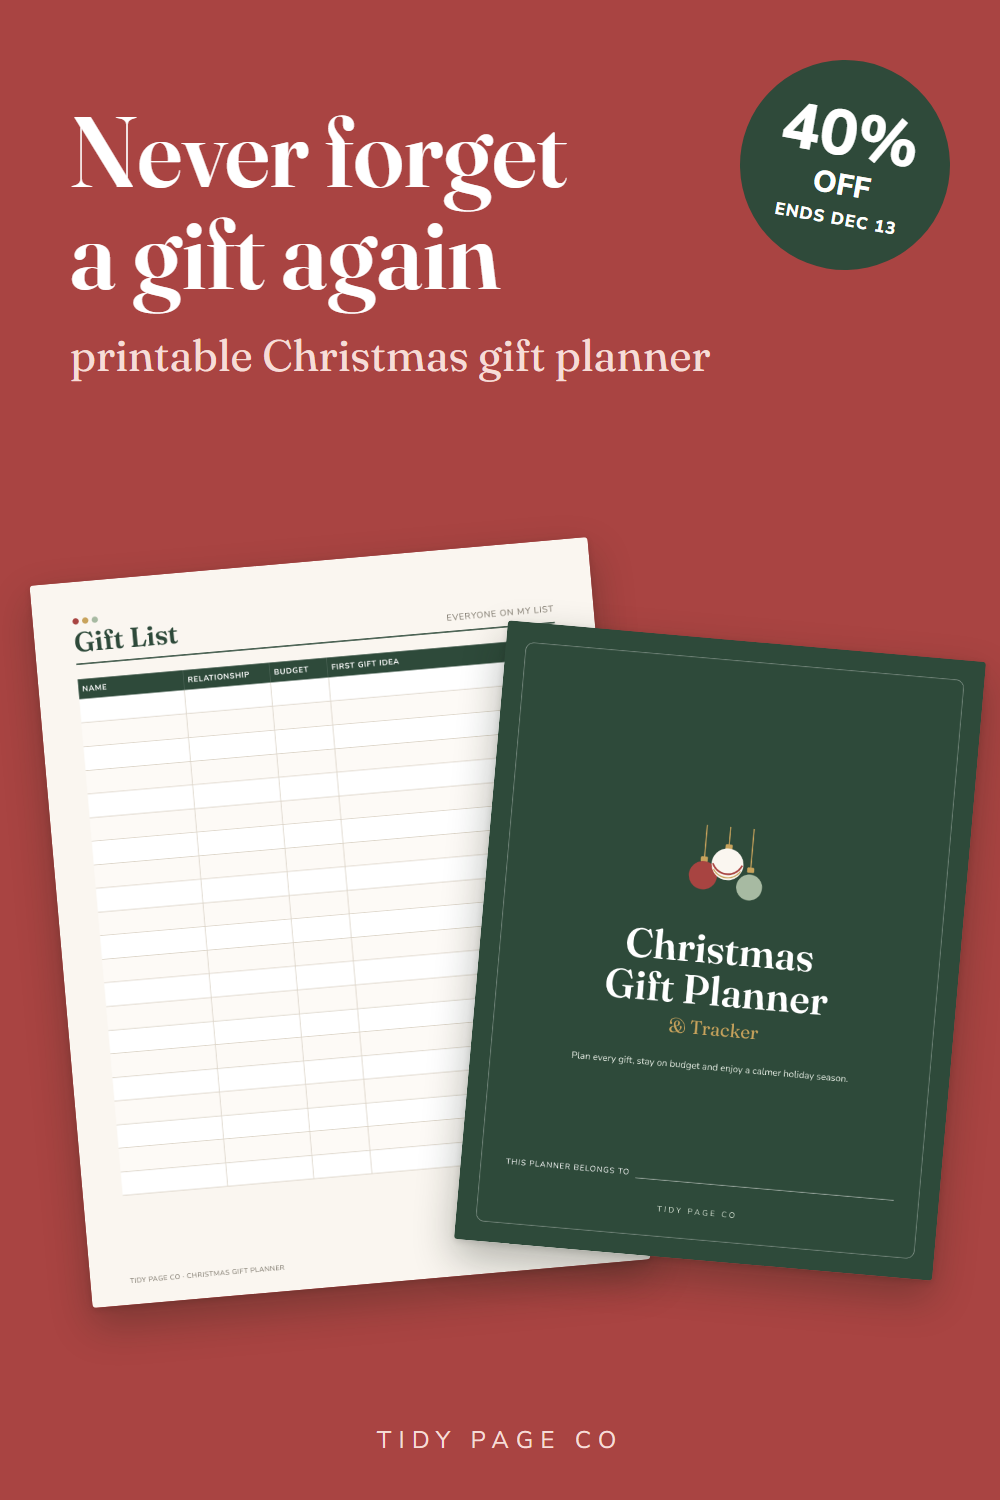 Never forget
a gift again
printable Christmas gift planner
40%
OFF
ENDS DEC 13
Gift List
EVERYONE ON MY LIST
NAME
RELATIONSHIP
BUDGET
FIRST GIFT IDEA
TIDY PAGE CO · CHRISTMAS GIFT PLANNER
Christmas
Gift Planner
& Tracker
Plan every gift, stay on budget and enjoy a calmer holiday season.
THIS PLANNER BELONGS TO
TIDY PAGE CO
TIDY PAGE CO